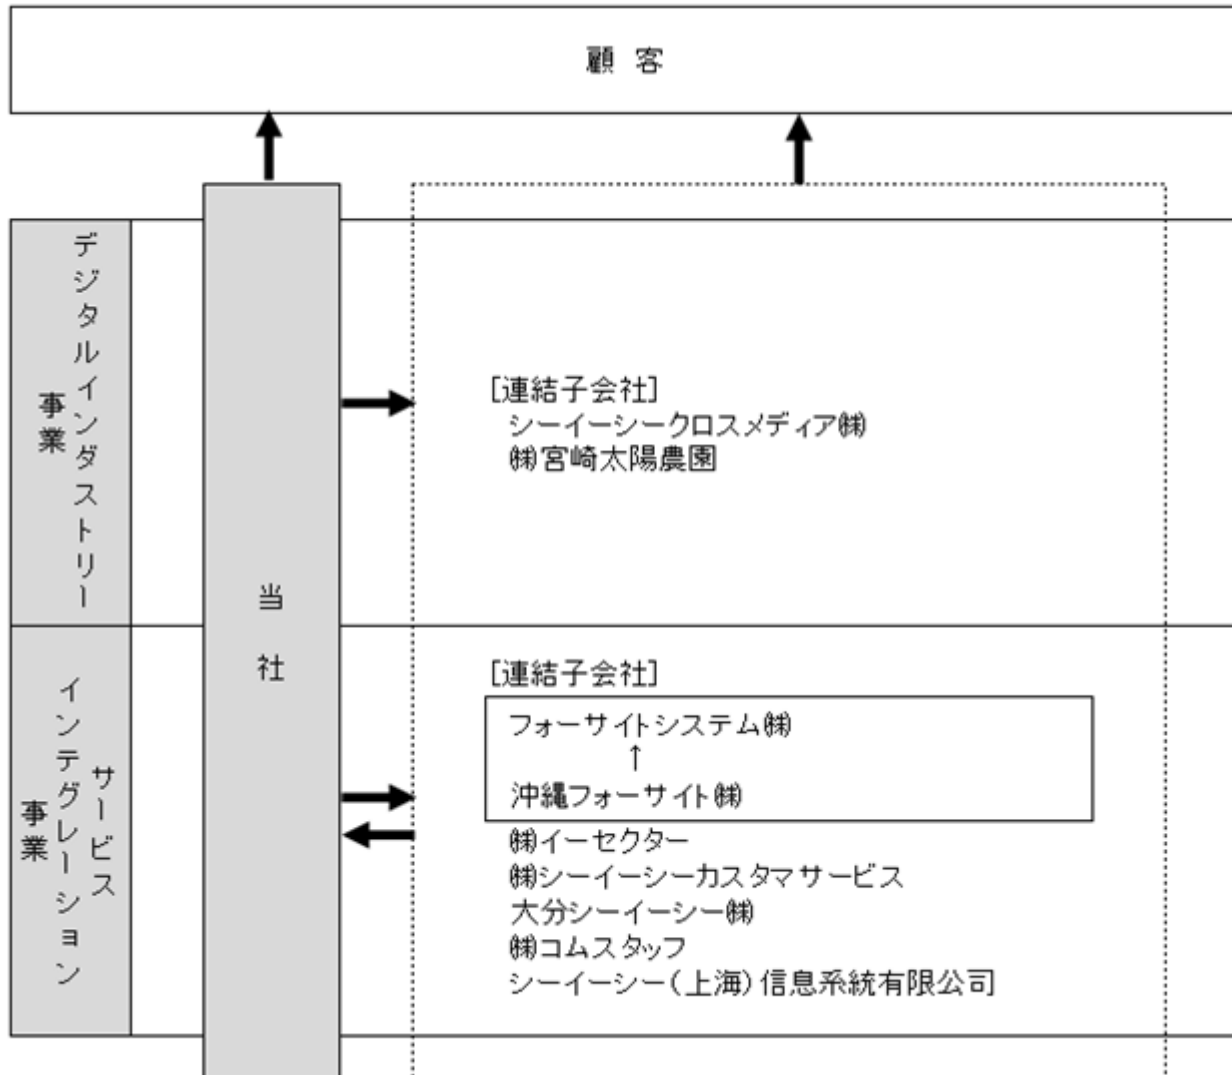 顧 客
デジタルインダストリー
事業
当社
[連結子会社]
シーイーシークロスメディア㈱
㈱宮崎太陽農園
サービス
インテグレーション
事業
[連結子会社]
フォーサイトシステム㈱
↑
沖縄フォーサイト㈱
㈱イーセクター
㈱シーイーシーカスタマサービス
大分シーイーシー㈱
㈱コムスタッフ
シーイーシー(上海)信息系統有限公司